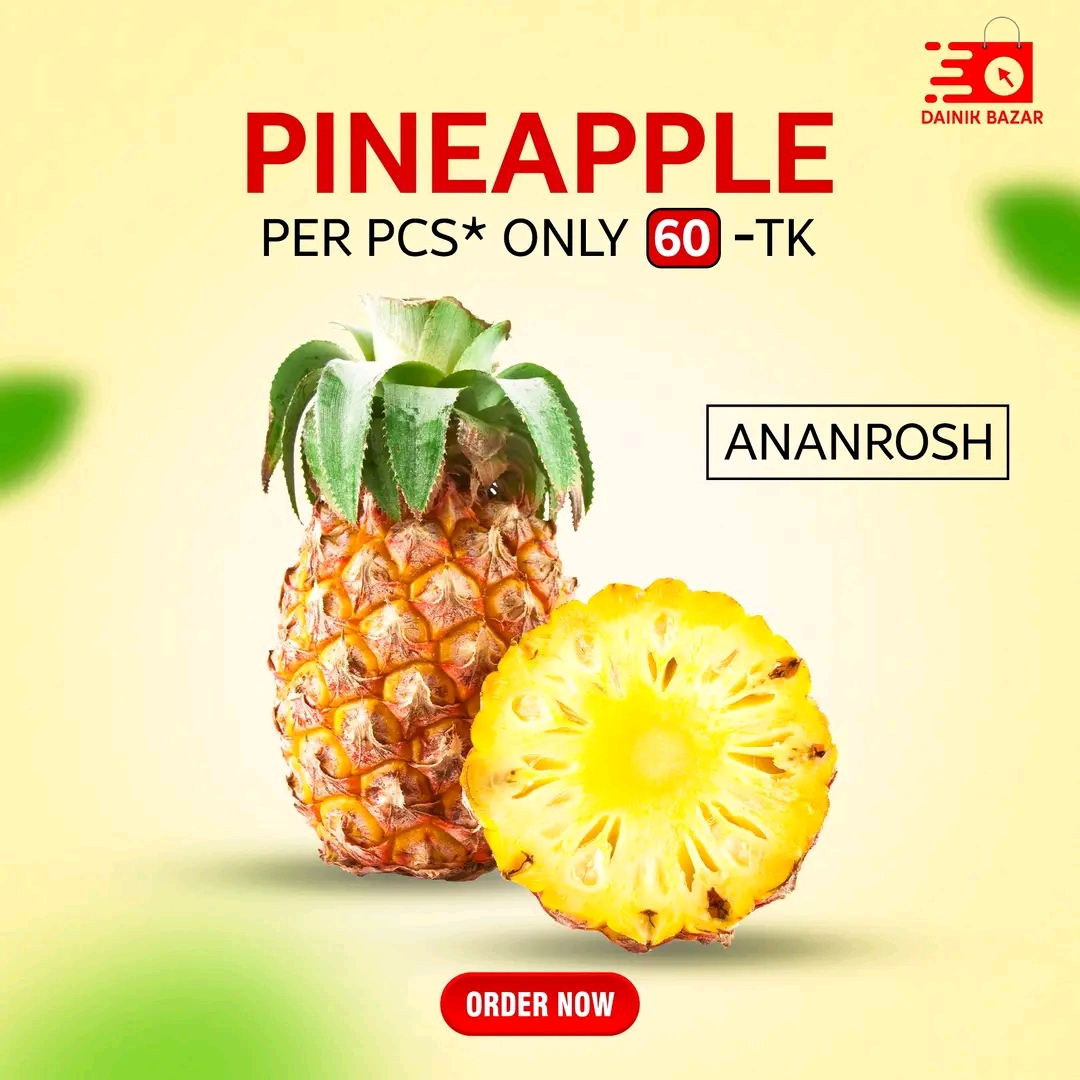 DAINIK BAZAR
PINEAPPLE
PER PCS* ONLY 60 -TK
ANANROSH
ORDER NOW